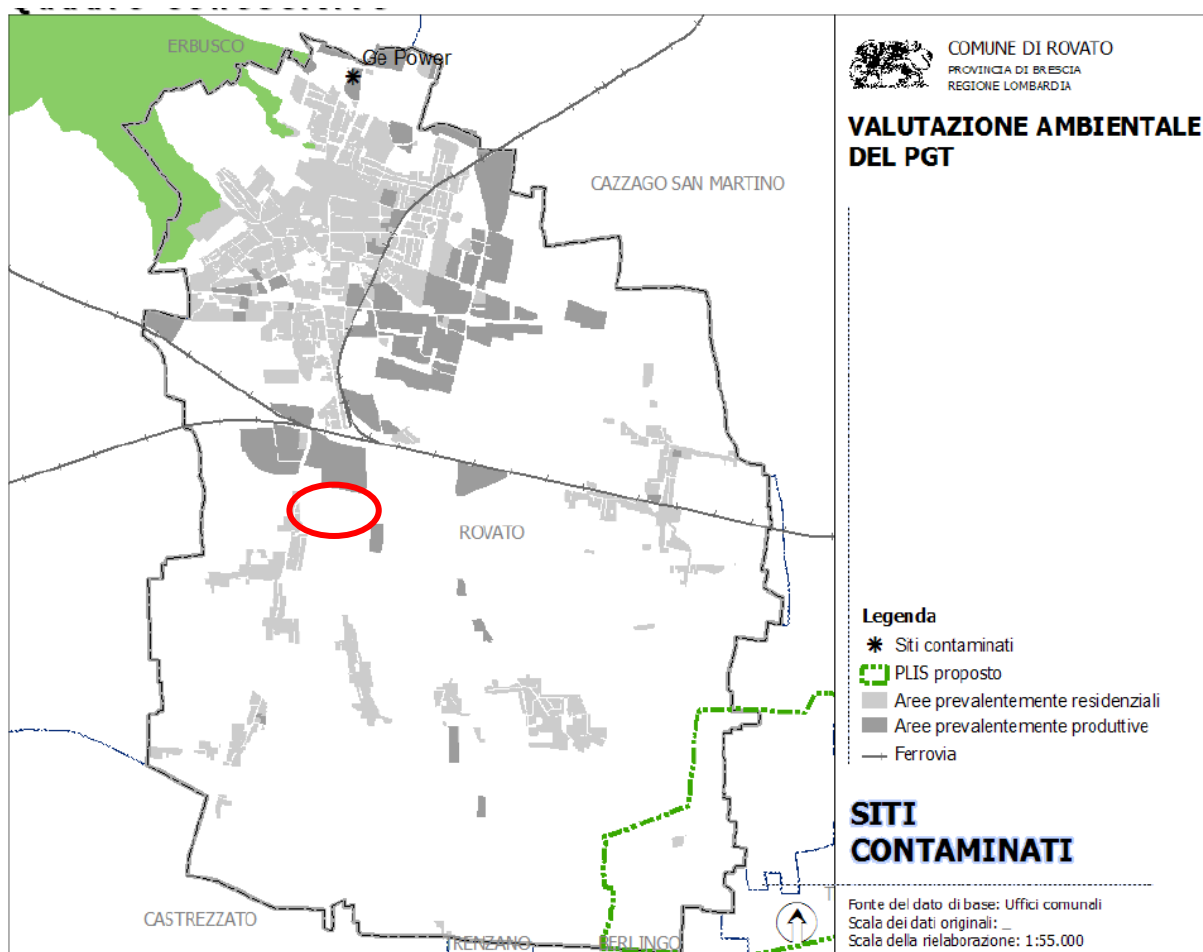 ERBUSCO
Ge Power
CAZZAGO SAN MARTINO
ROVATO
CASTREZZATO
TRENZANO
BERLINGO
COMUNE DI ROVATO
PROVINCIA DI BRESCIA
REGIONE LOMBARDIA
VALUTAZIONE AMBIENTALE
DEL PGT
Legenda
Siti contaminati
PLIS proposto
Aree prevalentemente residenziali
Aree prevalentemente produttive
Ferrovia
SITI
CONTAMINATI
Fonte del dato di base: Uffici comunali
Scala dei dati originali: _
Scala della rielaborazione: 1:55.000